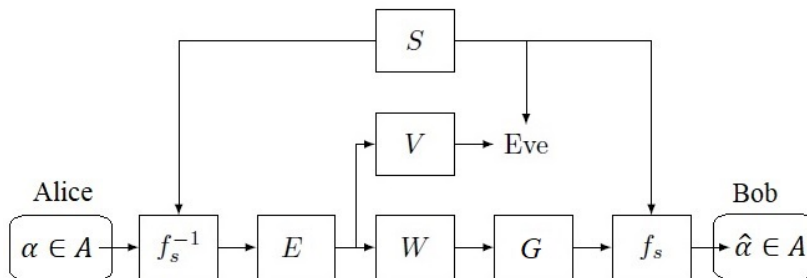 S
V Eve
Alice Bob
α ∈ A f_s^{-1} E W G f_s α̂ ∈ A